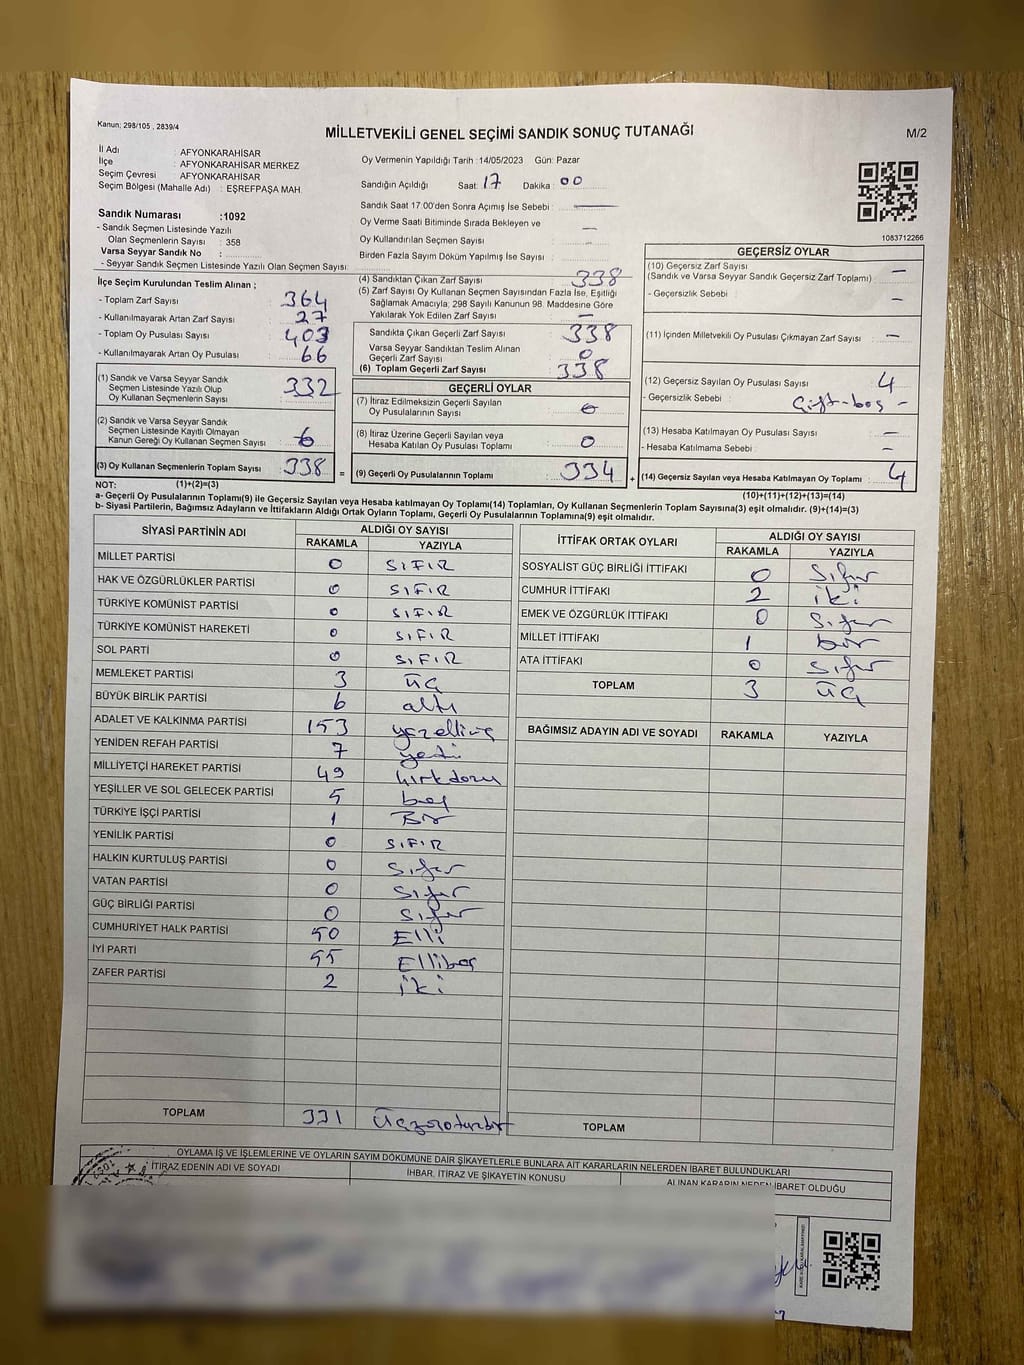 Kanun: 298/105 , 2839/4
MİLLETVEKİLİ GENEL SEÇİMİ SANDIK SONUÇ TUTANAĞI
M/2
İl Adı : AFYONKARAHİSAR
İlçe : AFYONKARAHİSAR MERKEZ
Seçim Çevresi : AFYONKARAHİSAR
Seçim Bölgesi (Mahalle Adı) : EŞREFPAŞA MAH.
Sandık Numarası :1092
- Sandık Seçmen Listesinde Yazılı
Olan Seçmenlerin Sayısı : 358
Varsa Seyyar Sandık No :
- Seyyar Sandık Seçmen Listesinde Yazılı Olan Seçmen Sayısı:
Oy Vermenin Yapıldığı Tarih : 14/05/2023 Gün: Pazar
Sandığın Açıldığı Saat: 17 Dakika : 00
Sandık Saat 17.00'den Sonra Açımış İse Sebebi : —
Oy Verme Saati Bitiminde Sırada Bekleyen ve
Oy Kullandırılan Seçmen Sayısı : —
Birden Fazla Sayım Döküm Yapılmış İse Sayısı : —
1083712266
İlçe Seçim Kurulundan Teslim Alınan ;
- Toplam Zarf Sayısı : 364
- Kullanılmayarak Artan Zarf Sayısı : 27
- Toplam Oy Pusulası Sayısı : 403
- Kullanılmayarak Artan Oy Pusulası : 66
(1) Sandık ve Varsa Seyyar Sandık
Seçmen Listesinde Yazılı Olup
Oy Kullanan Seçmenlerin Sayısı : 332
(2) Sandık ve Varsa Seyyar Sandık
Seçmen Listesinde Kayıtlı Olmayan
Kanun Gereği Oy Kullanan Seçmen Sayısı : 6
(3) Oy Kullanan Seçmenlerin Toplam Sayısı : 338 =
(4) Sandıktan Çıkan Zarf Sayısı : 338
(5) Zarf Sayısı Oy Kullanan Seçmen Sayısından Fazla İse, Eşitliği
Sağlamak Amacıyla; 298 Sayılı Kanunun 98. Maddesine Göre
Yakılarak Yok Edilen Zarf Sayısı : —
Sandıkta Çıkan Geçerli Zarf Sayısı : 338
Varsa Seyyar Sandıktan Teslim Alınan
Geçerli Zarf Sayısı : 0
(6) Toplam Geçerli Zarf Sayısı : 338
GEÇERLİ OYLAR
(7) İtiraz Edilmeksizin Geçerli Sayılan
Oy Pusulalarının Sayısı : 0
(8) İtiraz Üzerine Geçerli Sayılan veya
Hesaba Katılan Oy Pusulası Toplamı : 0
(9) Geçerli Oy Pusulalarının Toplamı : 334 +
GEÇERSİZ OYLAR
(10) Geçersiz Zarf Sayısı
(Sandık ve Varsa Seyyar Sandık Geçersiz Zarf Toplamı) : —
- Geçersizlik Sebebi : —
(11) İçinden Milletvekili Oy Pusulası Çıkmayan Zarf Sayısı : —
(12) Geçersiz Sayılan Oy Pusulası Sayısı : 4
- Geçersizlik Sebebi : Çift-boş -
(13) Hesaba Katılmayan Oy Pusulası Sayısı : —
- Hesaba Katılmama Sebebi : —
(14) Geçersiz Sayılan veya Hesaba Katılmayan Oy Toplamı : 4
NOT: (1)+(2)=(3)
(10)+(11)+(12)+(13)=(14)
a- Geçerli Oy Pusulalarının Toplamı(9) ile Geçersiz Sayılan veya Hesaba katılmayan Oy Toplamı(14) Toplamları, Oy Kullanan Seçmenlerin Toplam Sayısına(3) eşit olmalıdır. (9)+(14)=(3)
b- Siyasi Partilerin, Bağımsız Adayların ve İttifakların Aldığı Ortak Oyların Toplamı, Geçerli Oy Pusulalarının Toplamına(9) eşit olmalıdır.
SİYASİ PARTİNİN ADI ALDIĞI OY SAYISI
RAKAMLA YAZIYLA
MİLLET PARTİSİ 0 SIFIR
HAK VE ÖZGÜRLÜKLER PARTİSİ 0 SIFIR
TÜRKİYE KOMÜNİST PARTİSİ 0 SIFIR
TÜRKİYE KOMÜNİST HAREKETİ 0 SIFIR
SOL PARTİ 0 SIFIR
MEMLEKET PARTİSİ 3 üç
BÜYÜK BİRLİK PARTİSİ 6 altı
ADALET VE KALKINMA PARTİSİ 153 yüzelliüç
YENİDEN REFAH PARTİSİ 7 yedi
MİLLİYETÇİ HAREKET PARTİSİ 49 kırkdokuz
YEŞİLLER VE SOL GELECEK PARTİSİ 5 beş
TÜRKİYE İŞÇİ PARTİSİ 1 Bir
YENİLİK PARTİSİ 0 SIFIR
HALKIN KURTULUŞ PARTİSİ 0 Sıfır
VATAN PARTİSİ 0 Sıfır
GÜÇ BİRLİĞİ PARTİSİ 0 Sıfır
CUMHURİYET HALK PARTİSİ 50 Elli
İYİ PARTİ 55 Ellibeş
ZAFER PARTİSİ 2 iki
TOPLAM 331 üçyüzotuzbir
İTTİFAK ORTAK OYLARI ALDIĞI OY SAYISI
RAKAMLA YAZIYLA
SOSYALİST GÜÇ BİRLİĞİ İTTİFAKI 0 Sıfır
CUMHUR İTTİFAKI 2 iki
EMEK VE ÖZGÜRLÜK İTTİFAKI 0 Sıfır
MİLLET İTTİFAKI 1 bir
ATA İTTİFAKI 0 Sıfır
TOPLAM 3 üç
BAĞIMSIZ ADAYIN ADI VE SOYADI RAKAMLA YAZIYLA
TOPLAM
OYLAMA İŞ VE İŞLEMLERİNE VE OYLARIN SAYIM DÖKÜMÜNE DAİR ŞİKAYETLERLE BUNLARA AİT KARARLARIN NELERDEN İBARET BULUNDUKLARI
İTİRAZ EDENİN ADI VE SOYADI İHBAR, İTİRAZ VE ŞİKAYETİN KONUSU ALINAN KARARIN NEDEN İBARET OLDUĞU